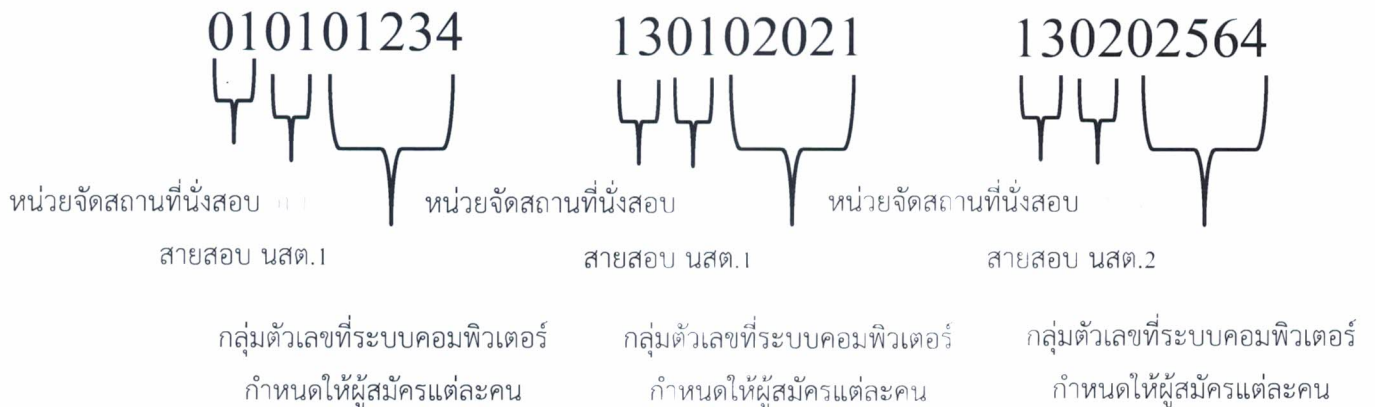 010101234 130102021 130202564
หน่วยจัดสถานที่นั่งสอบ หน่วยจัดสถานที่นั่งสอบ หน่วยจัดสถานที่นั่งสอบ
สายสอบ นสต.1 สายสอบ นสต.1 สายสอบ นสต.2
กลุ่มตัวเลขที่ระบบคอมพิวเตอร์ กลุ่มตัวเลขที่ระบบคอมพิวเตอร์ กลุ่มตัวเลขที่ระบบคอมพิวเตอร์
กำหนดให้ผู้สมัครแต่ละคน กำหนดให้ผู้สมัครแต่ละคน กำหนดให้ผู้สมัครแต่ละคน